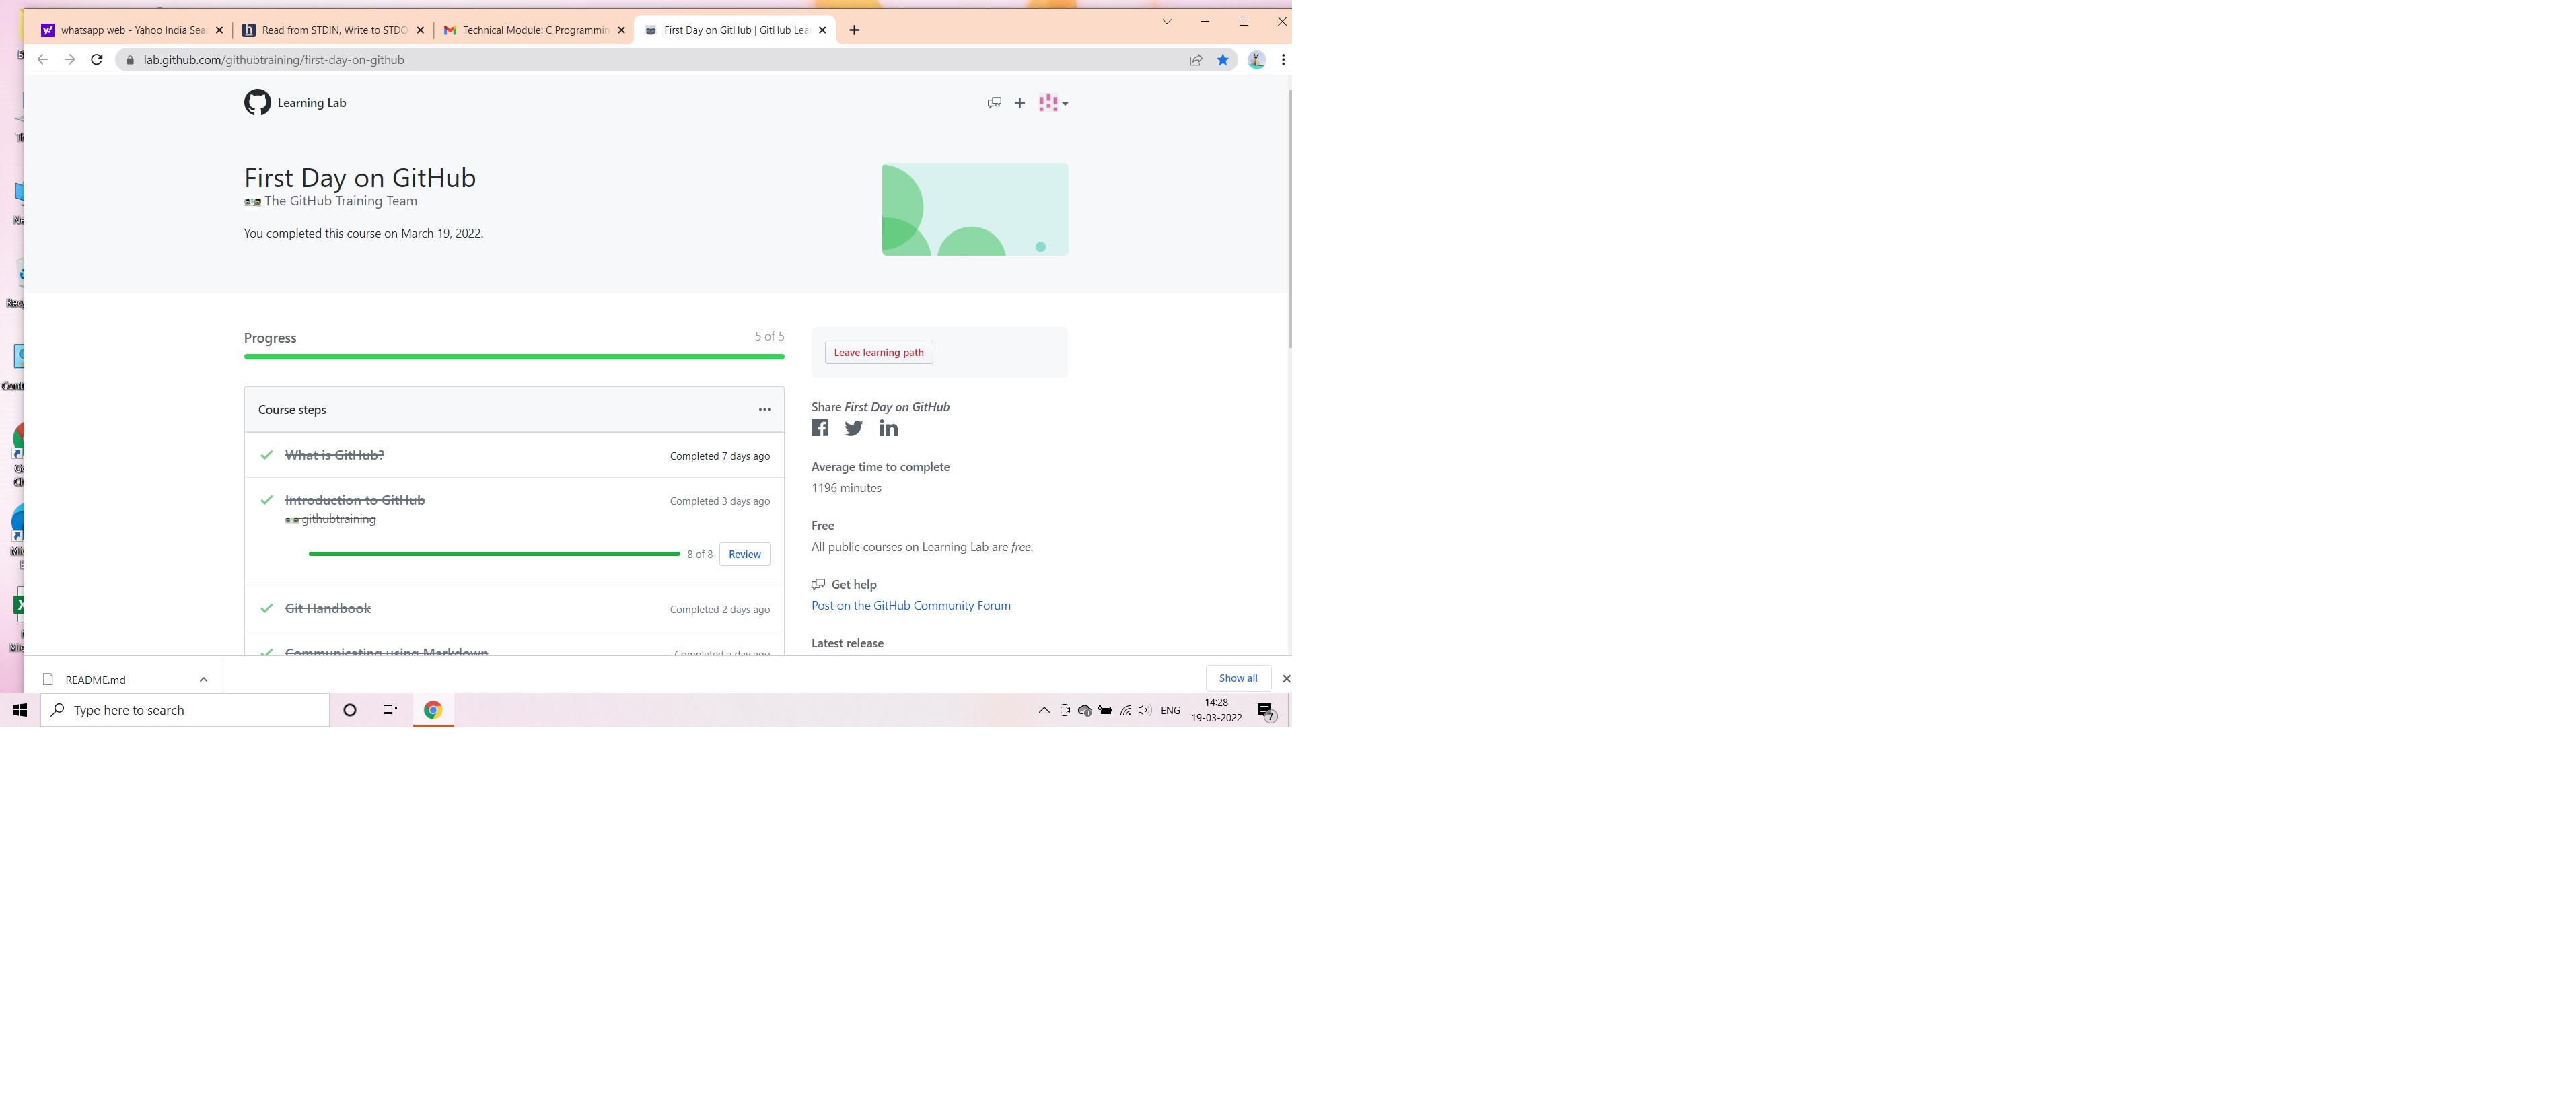 whatsapp web - Yahoo India Sea
Read from STDIN, Write to STDO
Technical Module: C Programmin
First Day on GitHub | GitHub Lea
lab.github.com/githubtraining/first-day-on-github
Learning Lab
First Day on GitHub
The GitHub Training Team
You completed this course on March 19, 2022.
Progress
5 of 5
Leave learning path
Course steps
Share First Day on GitHub
What is GitHub?
Completed 7 days ago
Introduction to GitHub
Completed 3 days ago
githubtraining
8 of 8
Review
Git Handbook
Completed 2 days ago
Communicating using Markdown
Completed a day ago
Average time to complete
1196 minutes
Free
All public courses on Learning Lab are free.
Get help
Post on the GitHub Community Forum
Latest release
README.md
Show all
Type here to search
ENG
14:28
19-03-2022
7